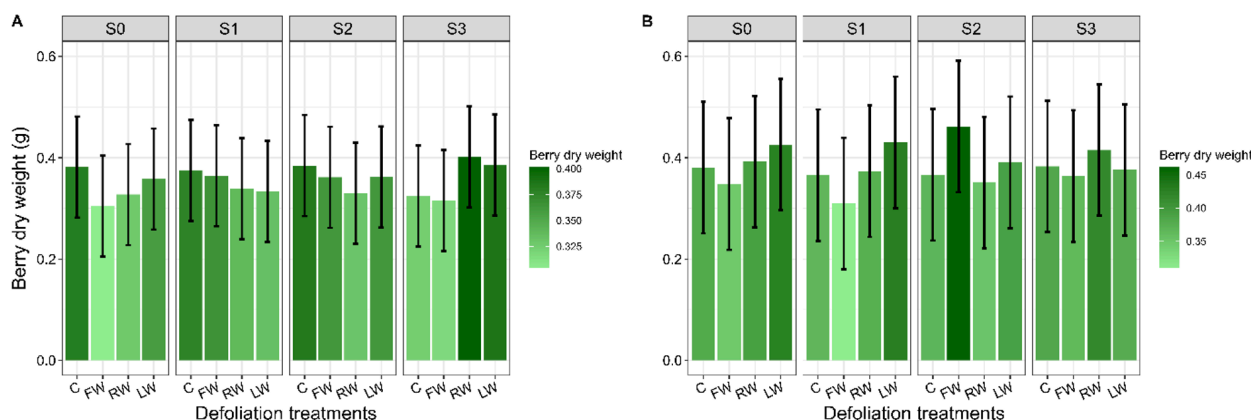 A
S0 S1 S2 S3
Berry dry weight (g)
0.6
0.4
0.2
0.0
C FW RW LW C FW RW LW C FW RW LW C FW RW LW
Defoliation treatments
Berry dry weight
0.400
0.375
0.350
0.325
B
S0 S1 S2 S3
0.6
0.4
0.2
0.0
C FW RW LW C FW RW LW C FW RW LW C FW RW LW
Defoliation treatments
Berry dry weight
0.45
0.40
0.35